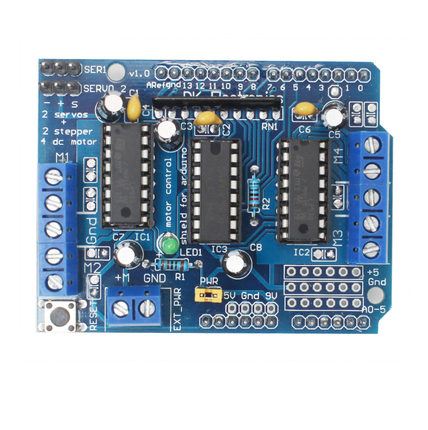 SER1
v1.0
ARef gnd 13 12 11 10 9 8 7 6 5 4 3 1 0
SERVO 2
C1
- + S
2 servos
+
2 stepper
4 dc motor
M1
C3
RN1
C6
C5
M4
Gnd
C7
IC1
motor control
shield for arduino
R2
IC3
C8
IC2
M3
M2
+M
GND
LED1
R1
RESET
EXT_PWR
PWR
5V Gnd 9V
+5
Gnd
A0-5